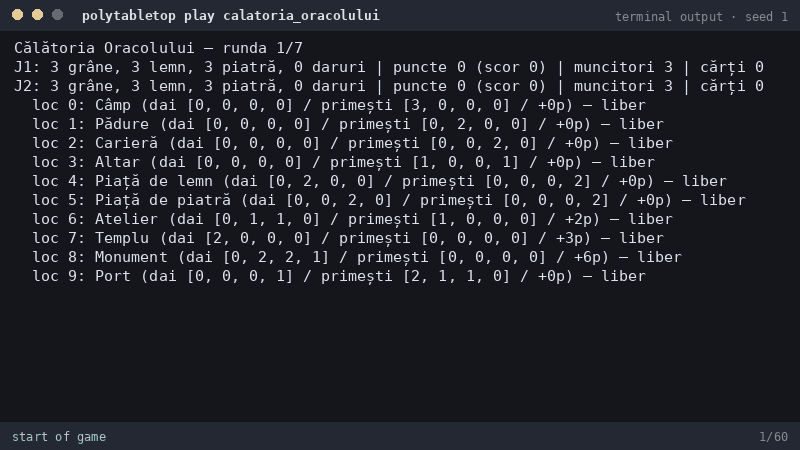 polytabletop play calatoria_oracolului
terminal output · seed 1
Călătoria Oracolului — runda 1/7
J1: 3 grâne, 3 lemn, 3 piatră, 0 daruri | puncte 0 (scor 0) | muncitori 3 | cărți 0
J2: 3 grâne, 3 lemn, 3 piatră, 0 daruri | puncte 0 (scor 0) | muncitori 3 | cărți 0
loc 0: Câmp (dai [0, 0, 0, 0] / primești [3, 0, 0, 0] / +0p) — liber
loc 1: Pădure (dai [0, 0, 0, 0] / primești [0, 2, 0, 0] / +0p) — liber
loc 2: Carieră (dai [0, 0, 0, 0] / primești [0, 0, 2, 0] / +0p) — liber
loc 3: Altar (dai [0, 0, 0, 0] / primești [1, 0, 0, 1] / +0p) — liber
loc 4: Piață de lemn (dai [0, 2, 0, 0] / primești [0, 0, 0, 2] / +0p) — liber
loc 5: Piață de piatră (dai [0, 0, 2, 0] / primești [0, 0, 0, 2] / +0p) — liber
loc 6: Atelier (dai [0, 1, 1, 0] / primești [1, 0, 0, 0] / +2p) — liber
loc 7: Templu (dai [2, 0, 0, 0] / primești [0, 0, 0, 0] / +3p) — liber
loc 8: Monument (dai [0, 2, 2, 1] / primești [0, 0, 0, 0] / +6p) — liber
loc 9: Port (dai [0, 0, 0, 1] / primești [2, 1, 1, 0] / +0p) — liber
start of game
1/60